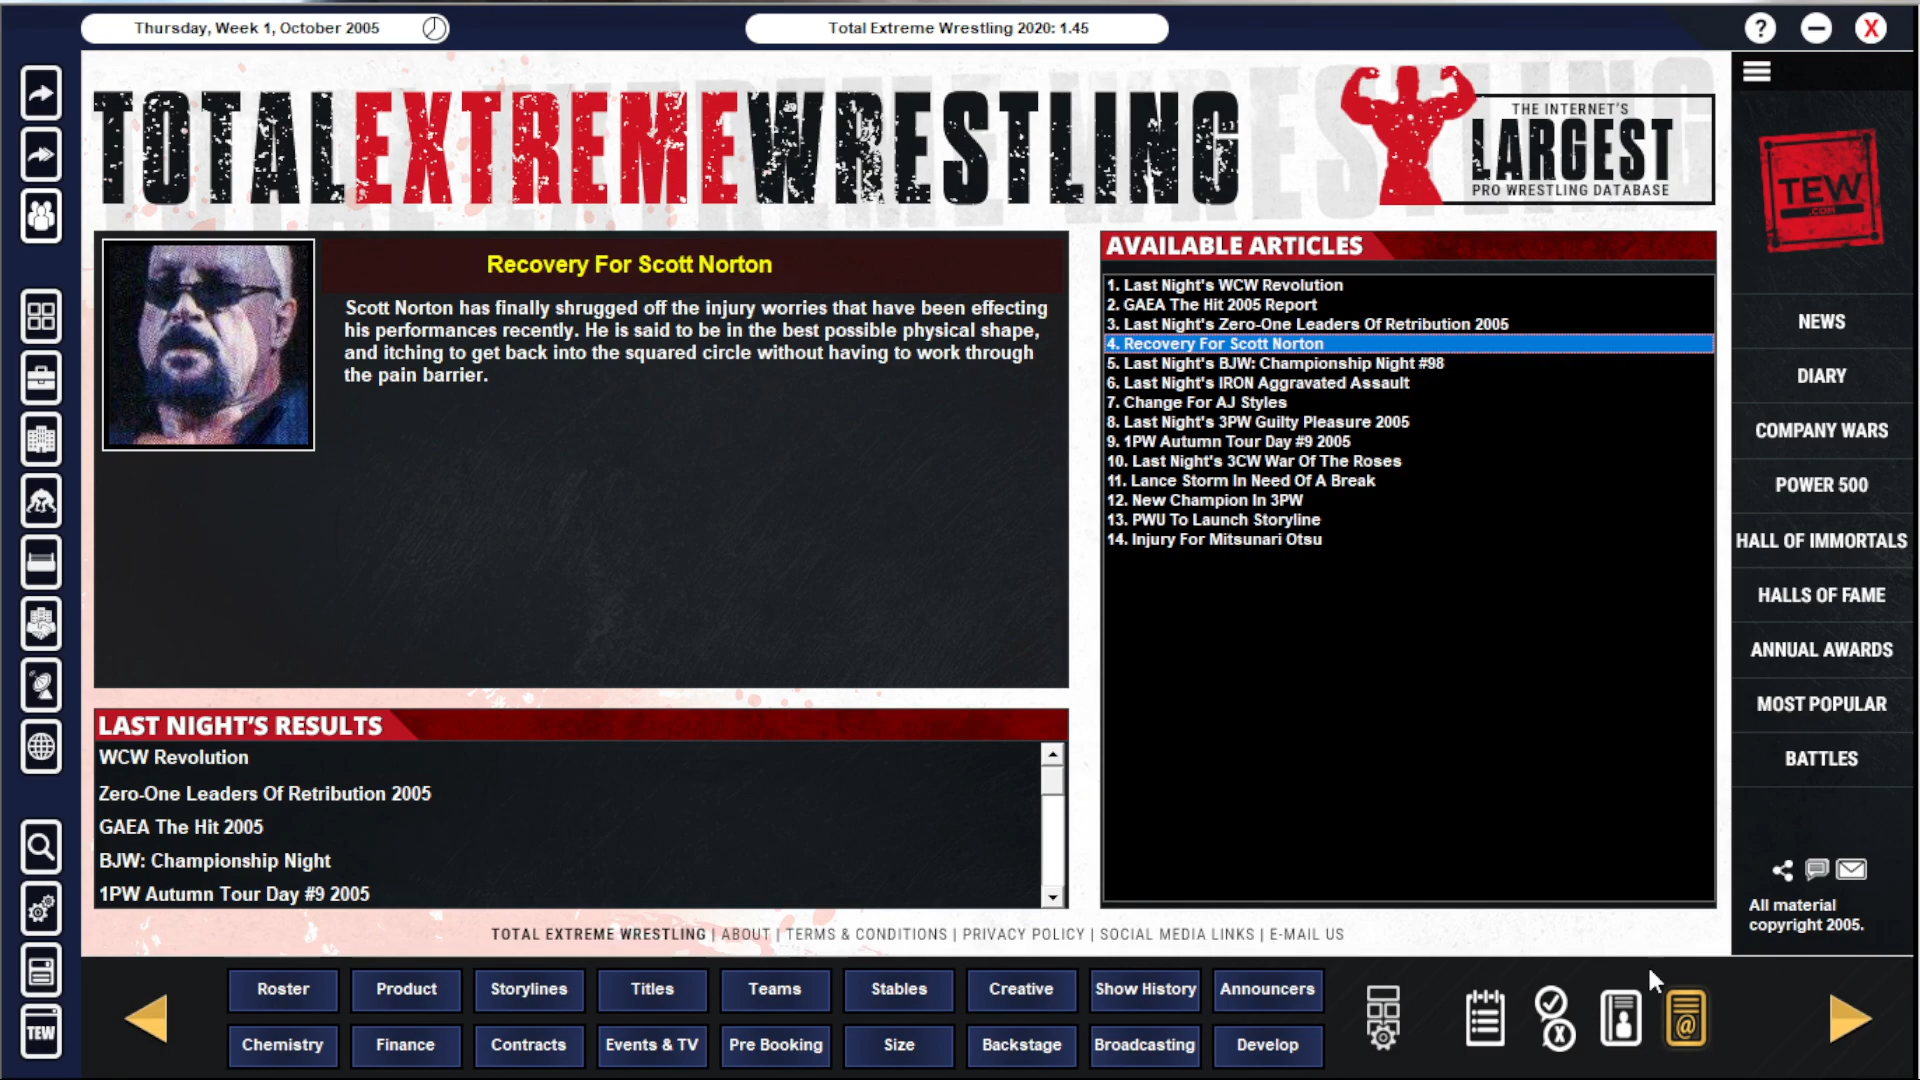 Thursday, Week 1, October 2005
Total Extreme Wrestling 2020: 1.45
?
X
TOTALEXTREMEWRESTLING
THE INTERNET'S
LARGEST
PRO WRESTLING DATABASE
TEW
.COM
Recovery For Scott Norton
Scott Norton has finally shrugged off the injury worries that have been effecting
his performances recently. He is said to be in the best possible physical shape,
and itching to get back into the squared circle without having to work through
the pain barrier.
AVAILABLE ARTICLES
1. Last Night's WCW Revolution
2. GAEA The Hit 2005 Report
3. Last Night's Zero-One Leaders Of Retribution 2005
4. Recovery For Scott Norton
5. Last Night's BJW: Championship Night #98
6. Last Night's IRON Aggravated Assault
7. Change For AJ Styles
8. Last Night's 3PW Guilty Pleasure 2005
9. 1PW Autumn Tour Day #9 2005
10. Last Night's 3CW War Of The Roses
11. Lance Storm In Need Of A Break
12. New Champion In 3PW
13. PWU To Launch Storyline
14. Injury For Mitsunari Otsu
NEWS
DIARY
COMPANY WARS
POWER 500
HALL OF IMMORTALS
HALLS OF FAME
ANNUAL AWARDS
MOST POPULAR
BATTLES
All material
copyright 2005.
LAST NIGHT'S RESULTS
WCW Revolution
Zero-One Leaders Of Retribution 2005
GAEA The Hit 2005
BJW: Championship Night
1PW Autumn Tour Day #9 2005
TOTAL EXTREME WRESTLING | ABOUT | TERMS & CONDITIONS | PRIVACY POLICY | SOCIAL MEDIA LINKS | E-MAIL US
TEW
Roster
Product
Storylines
Titles
Teams
Stables
Creative
Show History
Announcers
Chemistry
Finance
Contracts
Events & TV
Pre Booking
Size
Backstage
Broadcasting
Develop